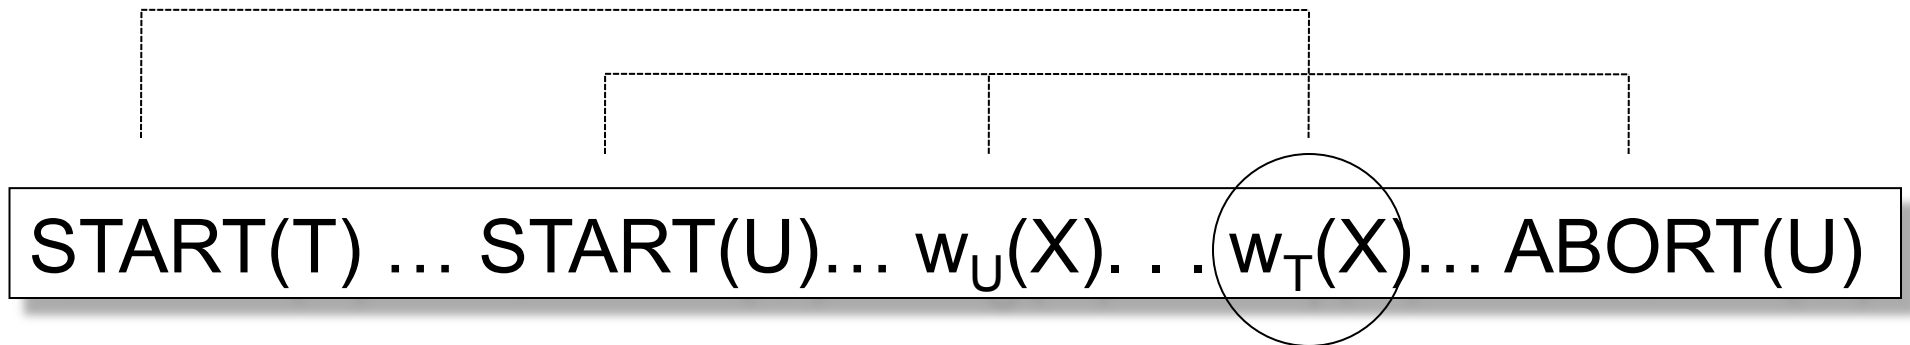 START(T) … START(U)… wU(X). . . wT(X)… ABORT(U)